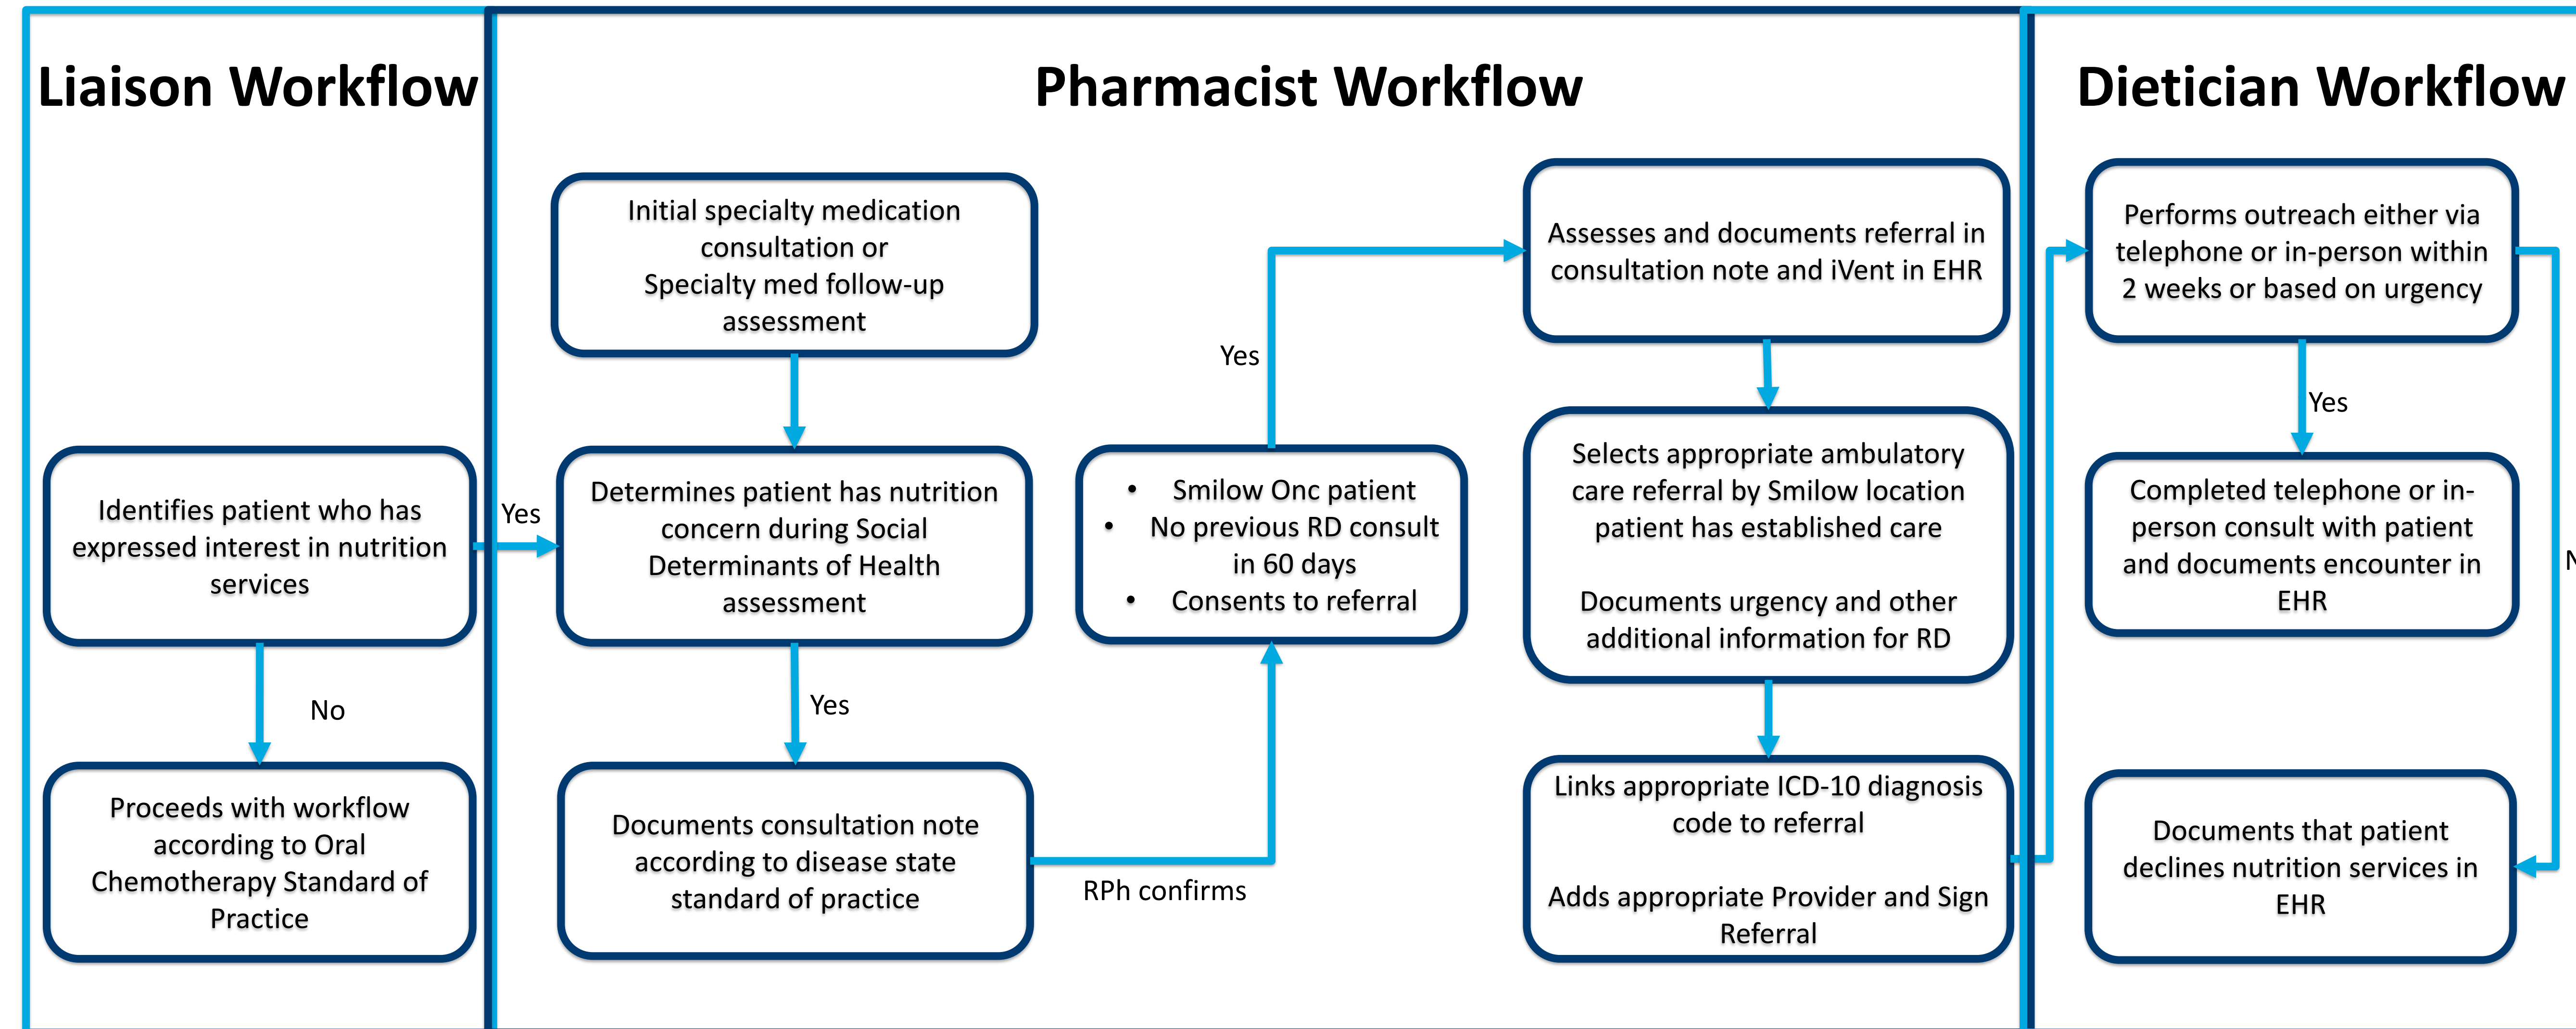 Liaison Workflow
Identifies patient who has
expressed interest in nutrition
services
Yes
No
Proceeds with workflow
according to Oral
Chemotherapy Standard of
Practice
Pharmacist Workflow
Initial specialty medication
consultation or
Specialty med follow-up
assessment
Determines patient has nutrition
concern during Social
Determinants of Health
assessment
Yes
Documents consultation note
according to disease state
standard of practice
RPh confirms
• Smilow Onc patient
• No previous RD consult
in 60 days
• Consents to referral
Yes
Assesses and documents referral in
consultation note and iVent in EHR
Selects appropriate ambulatory
care referral by Smilow location
patient has established care
Documents urgency and other
additional information for RD
Links appropriate ICD-10 diagnosis
code to referral
Adds appropriate Provider and Sign
Referral
Dietician Workflow
Performs outreach either via
telephone or in-person within
2 weeks or based on urgency
Yes
Completed telephone or in-
person consult with patient
and documents encounter in
EHR
Documents that patient
declines nutrition services in
EHR